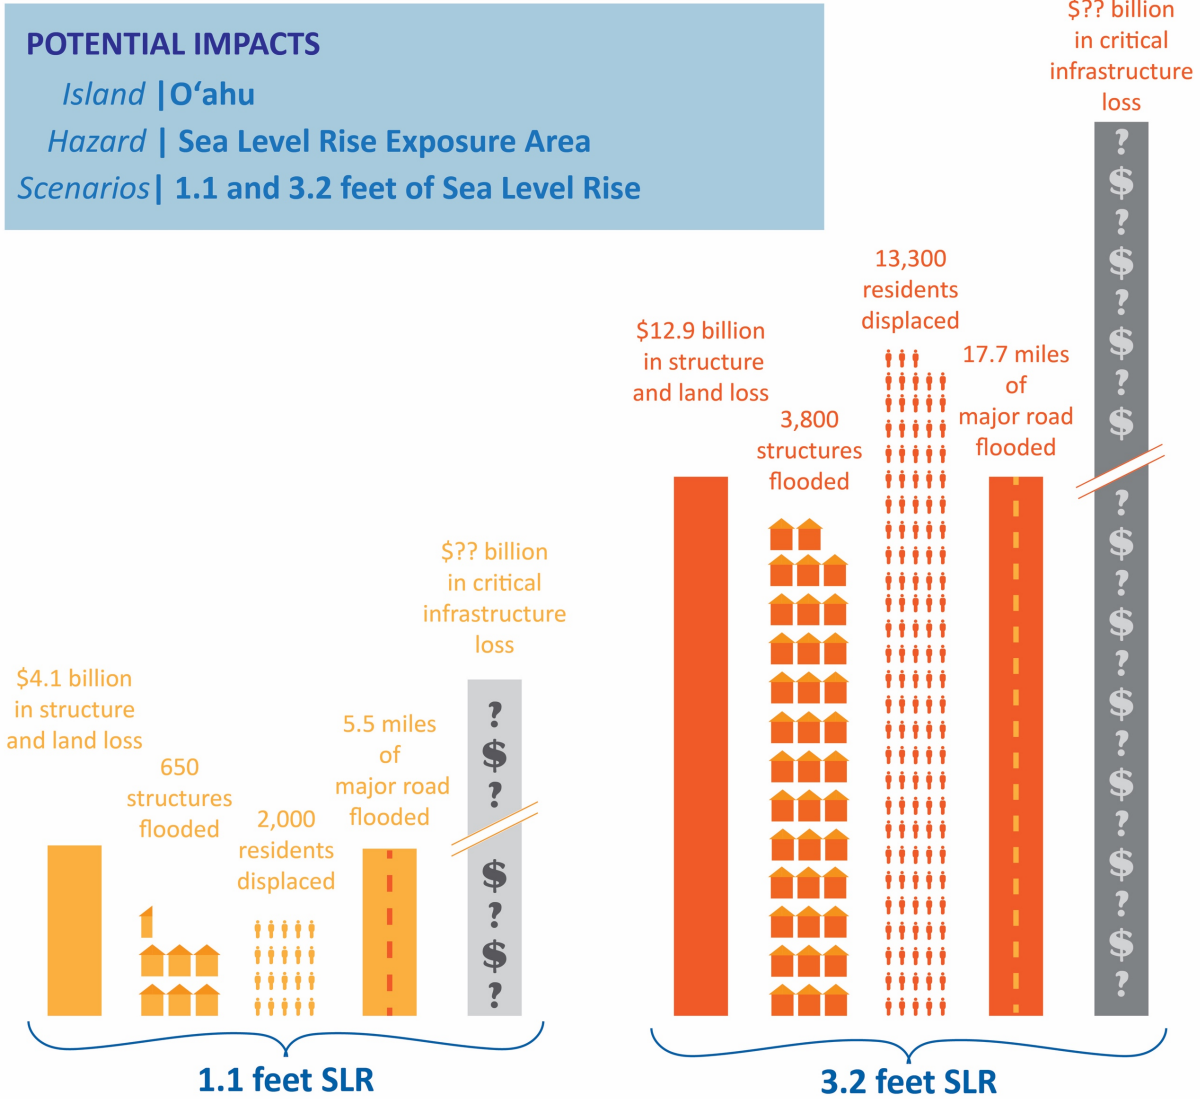 POTENTIAL IMPACTS
Island | Oʻahu
Hazard | Sea Level Rise Exposure Area
Scenarios | 1.1 and 3.2 feet of Sea Level Rise
$4.1 billion
in structure
and land loss
650
structures
flooded
2,000
residents
displaced
5.5 miles
of
major road
flooded
$?? billion
in critical
infrastructure
loss
?
$
?
$
?
$
?
1.1 feet SLR
$12.9 billion
in structure
and land loss
3,800
structures
flooded
13,300
residents
displaced
17.7 miles
of
major road
flooded
$?? billion
in critical
infrastructure
loss
?
$
?
$
?
$
?
$
?
$
?
$
?
$
?
$
?
$
?
$
?
3.2 feet SLR